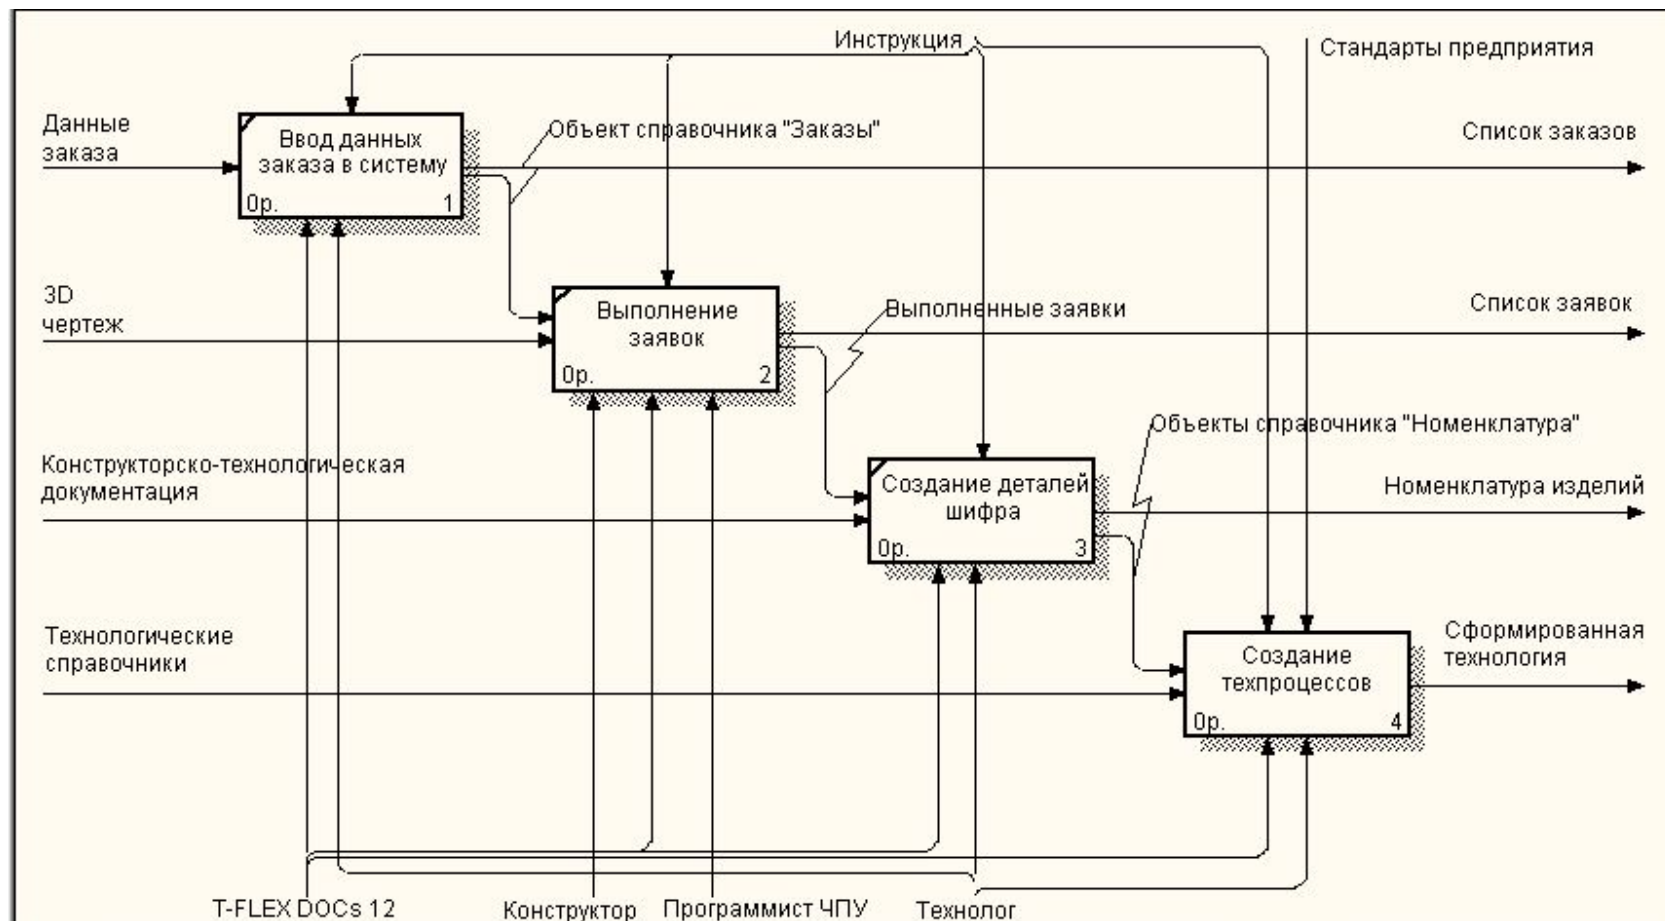 Инструкция
Стандарты предприятия
Данные
заказа
Ввод данных
заказа в систему
0р.
1
Объект справочника "Заказы"
Список заказов
3D
чертеж
Выполнение
заявок
0р.
2
Выполненные заявки
Список заявок
Конструкторско-технологическая
документация
Создание деталей
шифра
0р.
3
Объекты справочника "Номенклатура"
Номенклатура изделий
Технологические
справочники
Создание
техпроцессов
0р.
4
Сформированная
технология
T-FLEX DOCs 12
Конструктор
Программист ЧПУ
Технолог